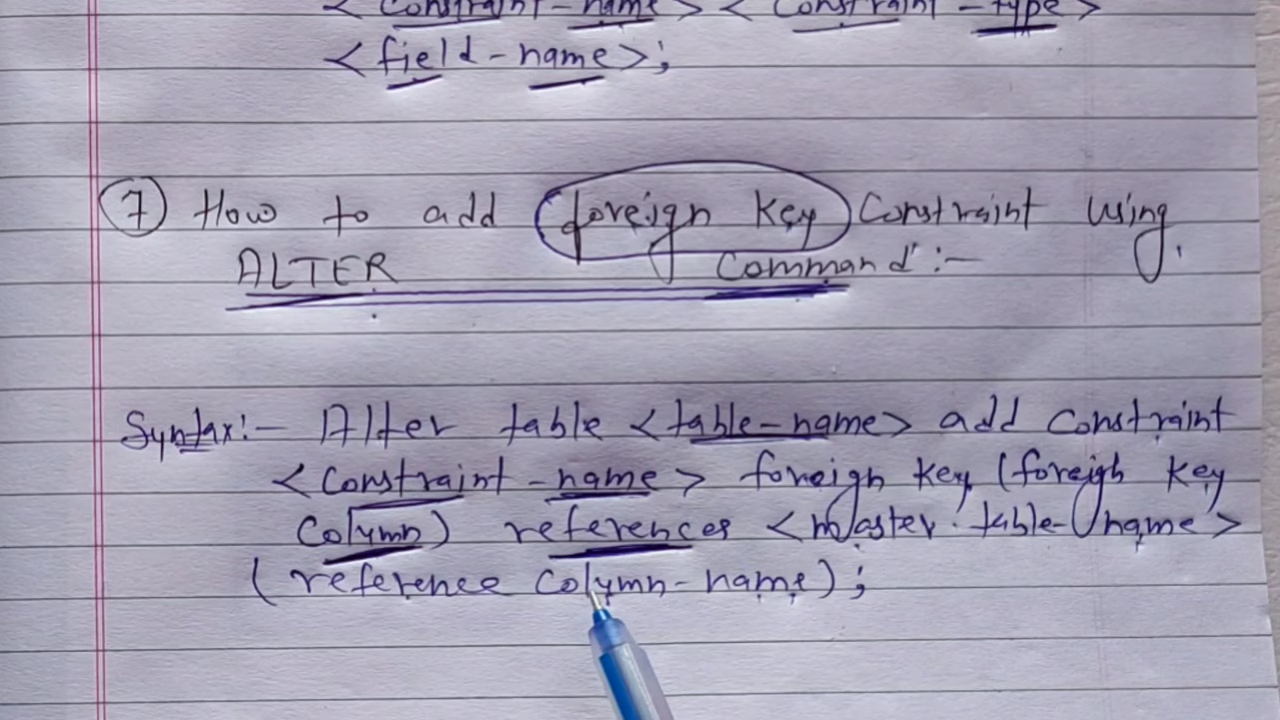 <Constraint-name> <Constraint-type>
<field-name>;
7 How to add foreign key Constraint using
ALTER Command:-
Syntax:- Alter table <table-name> add constraint
<Constraint-name> foreign key (foreigh key
Column) references <master table-name>
(reference Column-name);